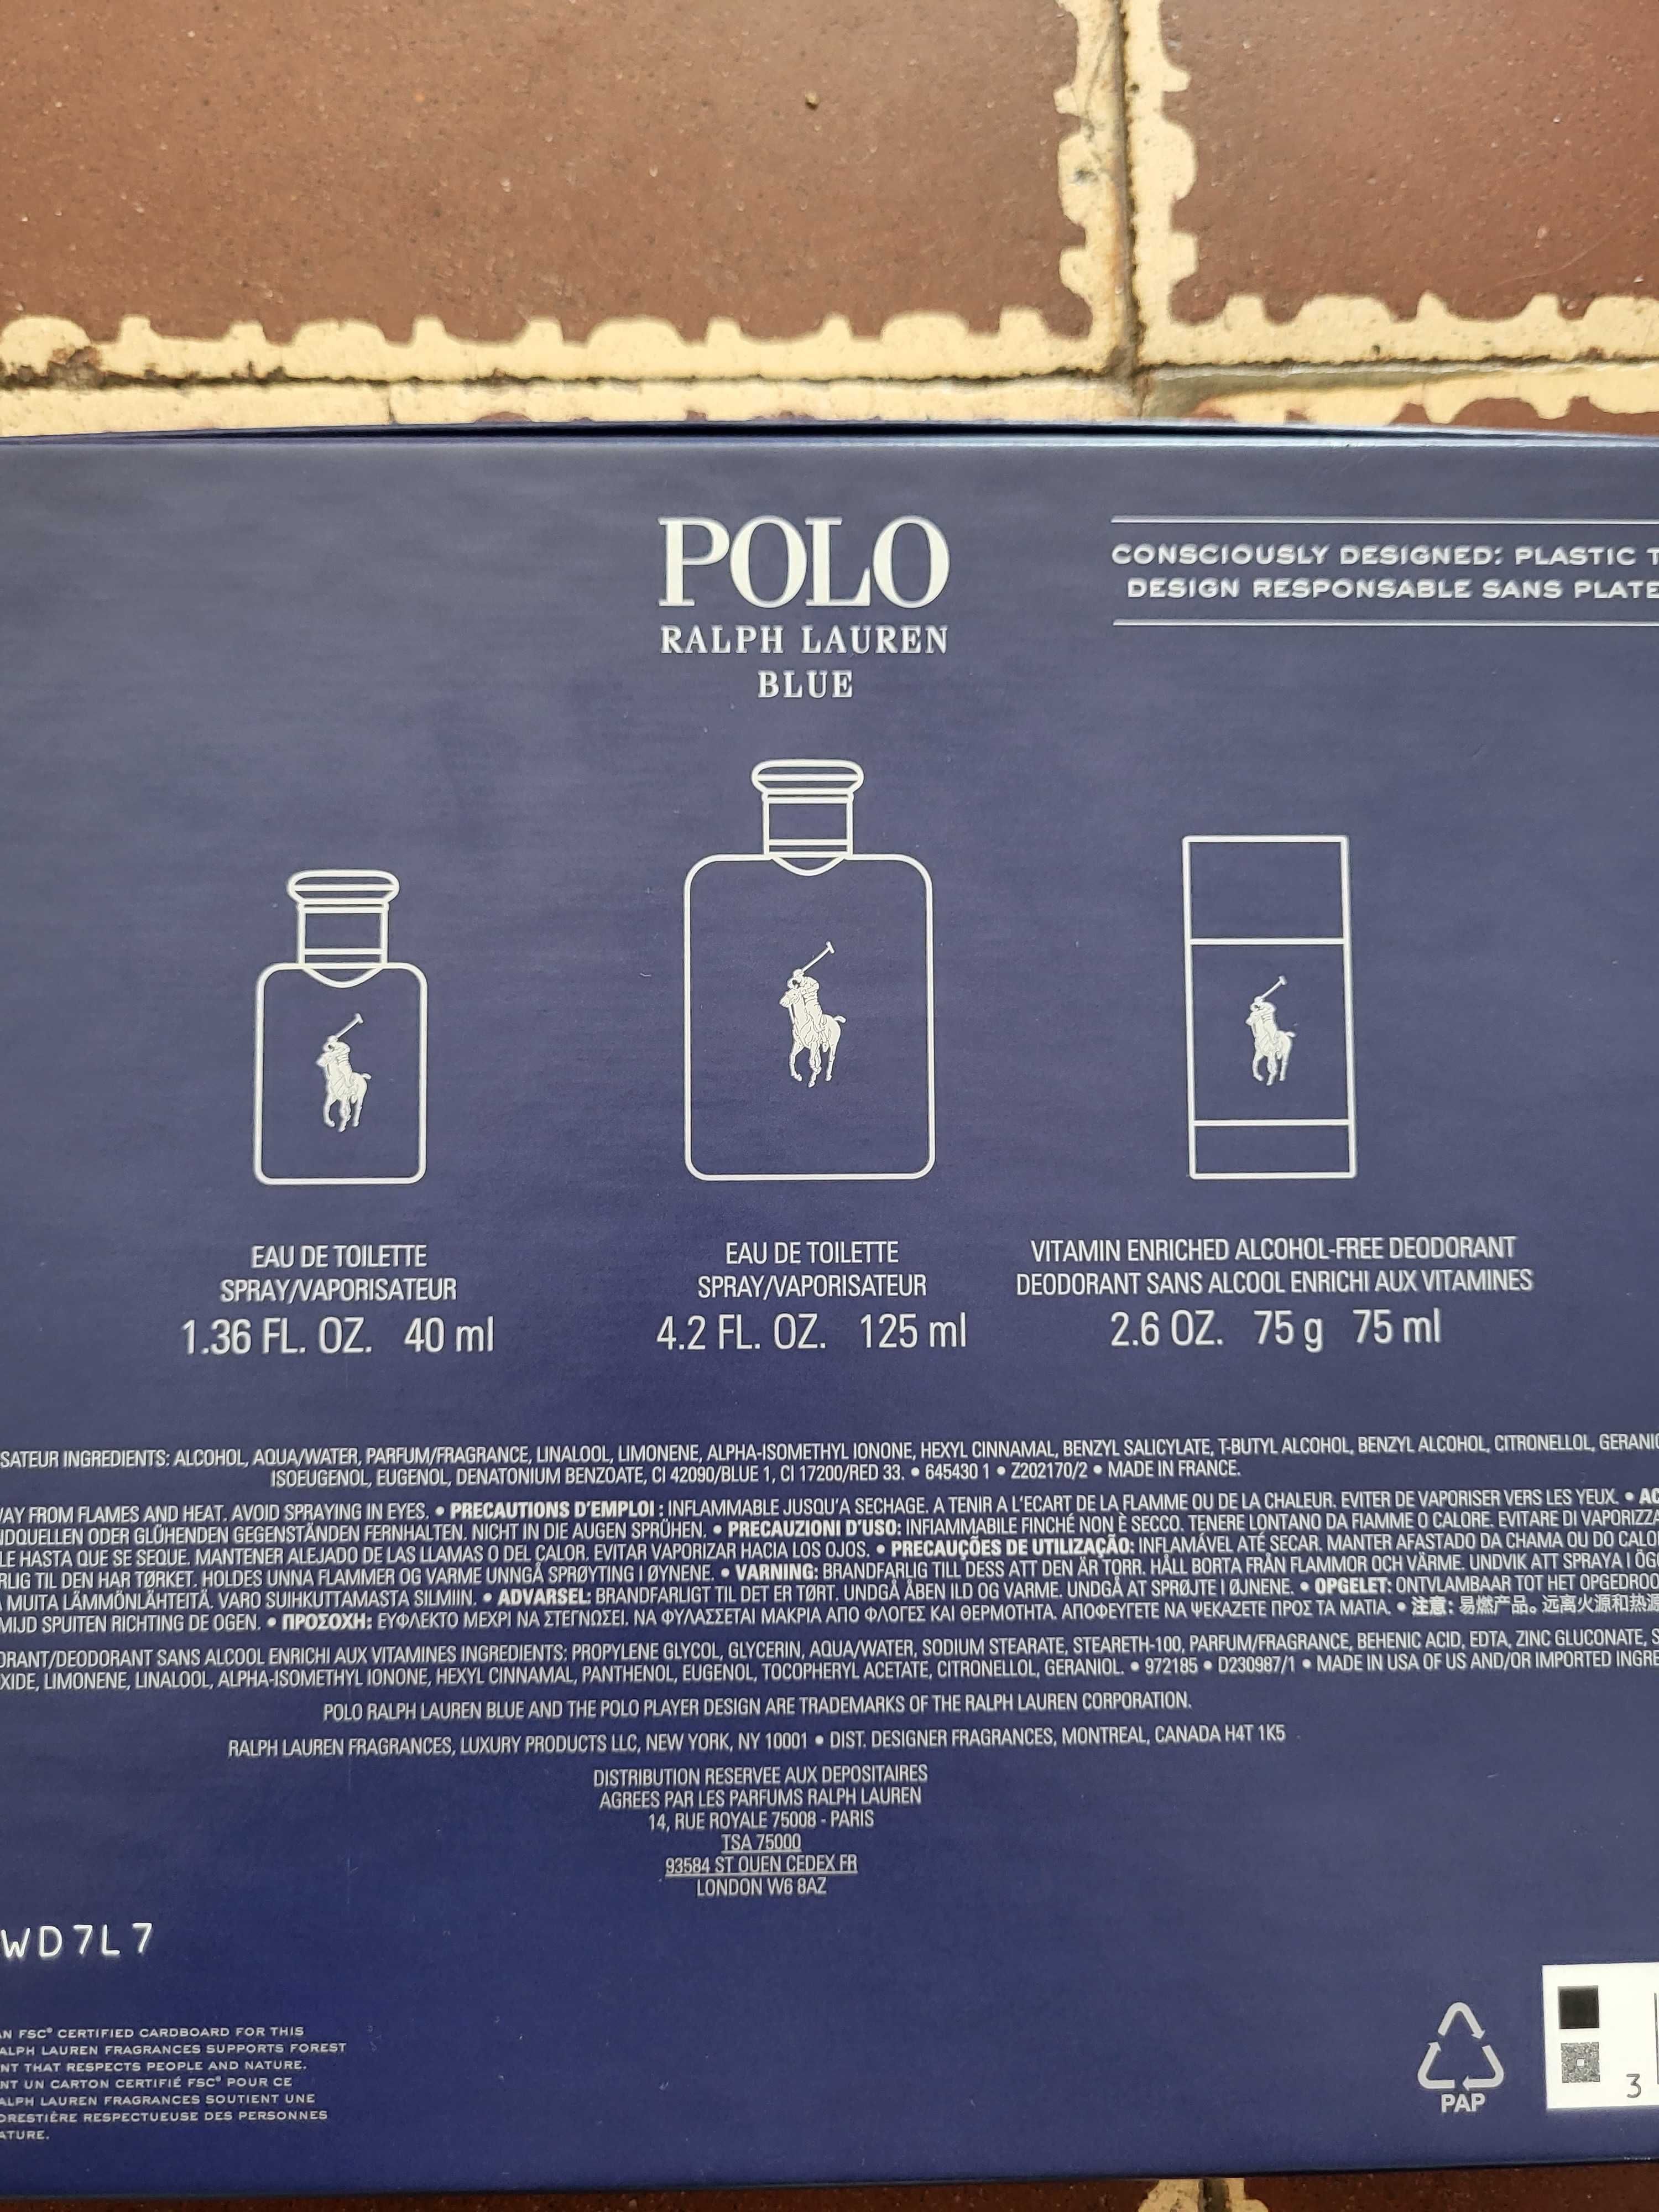 POLO
RALPH LAUREN
BLUE
CONSCIOUSLY DESIGNED: PLASTIC T
DESIGN RESPONSABLE SANS PLATE
EAU DE TOILETTE
SPRAY/VAPORISATEUR
1.36 FL. OZ. 40 ml
EAU DE TOILETTE
SPRAY/VAPORISATEUR
4.2 FL. OZ. 125 ml
VITAMIN ENRICHED ALCOHOL-FREE DEODORANT
DEODORANT SANS ALCOOL ENRICHI AUX VITAMINES
2.6 OZ. 75 g 75 ml
SATEUR INGREDIENTS: ALCOHOL, AQUA/WATER, PARFUM/FRAGRANCE, LINALOOL, LIMONENE, ALPHA-ISOMETHYL IONONE, HEXYL CINNAMAL, BENZYL SALICYLATE, T-BUTYL ALCOHOL, BENZYL ALCOHOL, CITRONELLOL, GERANIO
ISOEUGENOL, EUGENOL, DENATONIUM BENZOATE, CI 42090/BLUE 1, CI 17200/RED 33. • 645430 1 • Z202170/2 • MADE IN FRANCE.
AY FROM FLAMES AND HEAT. AVOID SPRAYING IN EYES. • PRECAUTIONS D'EMPLOI : INFLAMMABLE JUSQU'A SECHAGE. A TENIR A L'ECART DE LA FLAMME OU DE LA CHALEUR. EVITER DE VAPORISER VERS LES YEUX. • AC
NDQUELLEN ODER GLÜHENDEN GEGENSTÄNDEN FERNHALTEN. NICHT IN DIE AUGEN SPRÜHEN. • PRECAUZIONI D'USO: INFIAMMABILE FINCHÉ NON È SECCO. TENERE LONTANO DA FIAMME O CALORE. EVITARE DI VAPORIZZA
LE HASTA QUE SE SEQUE. MANTENER ALEJADO DE LAS LLAMAS O DEL CALOR. EVITAR VAPORIZAR HACIA LOS OJOS. • PRECAUÇÕES DE UTILIZAÇÃO: INFLAMÁVEL ATÉ SECAR. MANTER AFASTADO DA CHAMA OU DO CALO
RLIG TIL DEN HAR TØRKET. HOLDES UNNA FLAMMER OG VARME UNNGÅ SPRØYTING I ØYNENE. • VARNING: BRANDFARLIG TILL DESS ATT DEN ÄR TORR. HÅLL BORTA FRÅN FLAMMOR OCH VÄRME. UNDVIK ATT SPRAYA I ÖG
MUITA LÄMMÖNLÄHTEITÄ. VARO SUIHKUTTAMASTA SILMIIN. • ADVARSEL: BRANDFARLIGT TIL DET ER TØRT. UNDGÅ ÅBEN ILD OG VARME. UNDGÅ AT SPRØJTE I ØJNENE. • OPGELET: ONTVLAMBAAR TOT HET OPGEDROO
MIJD SPUITEN RICHTING DE OGEN. • ΠΡΟΣΟΧΗ: ΕΥΦΛΕΚΤΟ ΜΕΧΡΙ ΝΑ ΣΤΕΓΝΩΣΕΙ. ΝΑ ΦΥΛΑΣΣΕΤΑΙ ΜΑΚΡΙΑ ΑΠΟ ΦΛΟΓΕΣ ΚΑΙ ΘΕΡΜΟΤΗΤΑ. ΑΠΟΦΕΥΓΕΤΕ ΝΑ ΨΕΚΑΖΕΤΕ ΠΡΟΣ ΤΑ ΜΑΤΙΑ. • 注意: 易燃产品。远离火源和热源
ORANT/DEODORANT SANS ALCOOL ENRICHI AUX VITAMINES INGREDIENTS: PROPYLENE GLYCOL, GLYCERIN, AQUA/WATER, SODIUM STEARATE, STEARETH-100, PARFUM/FRAGRANCE, BEHENIC ACID, EDTA, ZINC GLUCONATE, S
XIDE, LIMONENE, LINALOOL, ALPHA-ISOMETHYL IONONE, HEXYL CINNAMAL, PANTHENOL, EUGENOL, TOCOPHERYL ACETATE, CITRONELLOL, GERANIOL. • 972185 • D230987/1 • MADE IN USA OF US AND/OR IMPORTED INGRE
POLO RALPH LAUREN BLUE AND THE POLO PLAYER DESIGN ARE TRADEMARKS OF THE RALPH LAUREN CORPORATION.
RALPH LAUREN FRAGRANCES, LUXURY PRODUCTS LLC, NEW YORK, NY 10001 • DIST. DESIGNER FRAGRANCES, MONTREAL, CANADA H4T 1K5
DISTRIBUTION RESERVEE AUX DEPOSITAIRES
AGREES PAR LES PARFUMS RALPH LAUREN
14, RUE ROYALE 75008 - PARIS
TSA 75000
93584 ST OUEN CEDEX FR
LONDON W6 8AZ
WD7L7
AN FSC® CERTIFIED CARDBOARD FOR THIS
ALPH LAUREN FRAGRANCES SUPPORTS FOREST
NT THAT RESPECTS PEOPLE AND NATURE.
NT UN CARTON CERTIFIÉ FSC® POUR CE
ALPH LAUREN FRAGRANCES SOUTIENT UNE
ORESTIÈRE RESPECTUEUSE DES PERSONNES
ATURE.
PAP
3